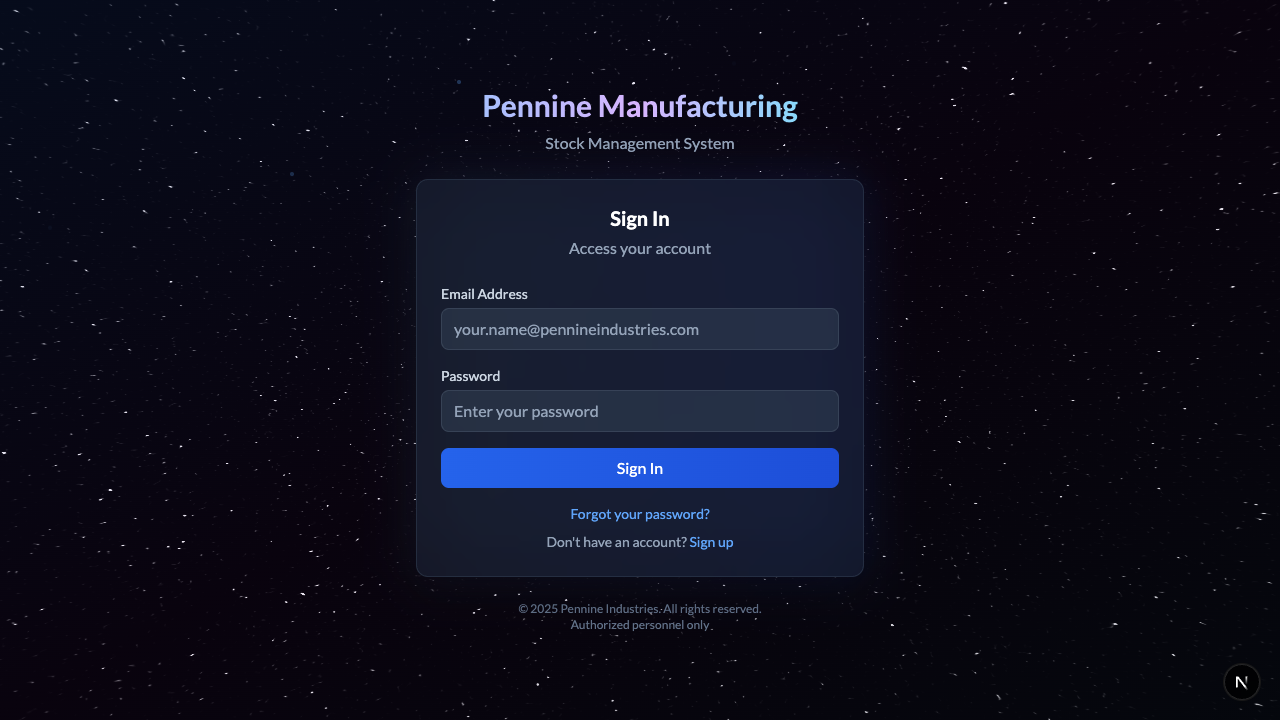 Pennine Manufacturing
Stock Management System
Sign In
Access your account
Email Address
your.name@pennineindustries.com
Password
Enter your password
Sign In
Forgot your password?
Don't have an account? Sign up
© 2025 Pennine Industries. All rights reserved.
Authorized personnel only.
N